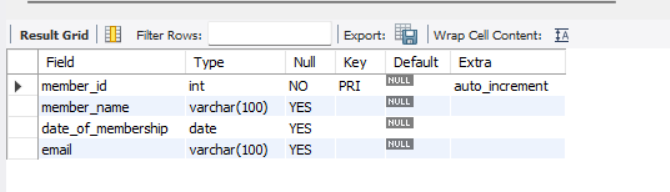 Result Grid Filter Rows: Export: Wrap Cell Content: IA
Field Type Null Key Default Extra
member_id int NO PRI NULL auto_increment
member_name varchar(100) YES NULL
date_of_membership date YES NULL
email varchar(100) YES NULL